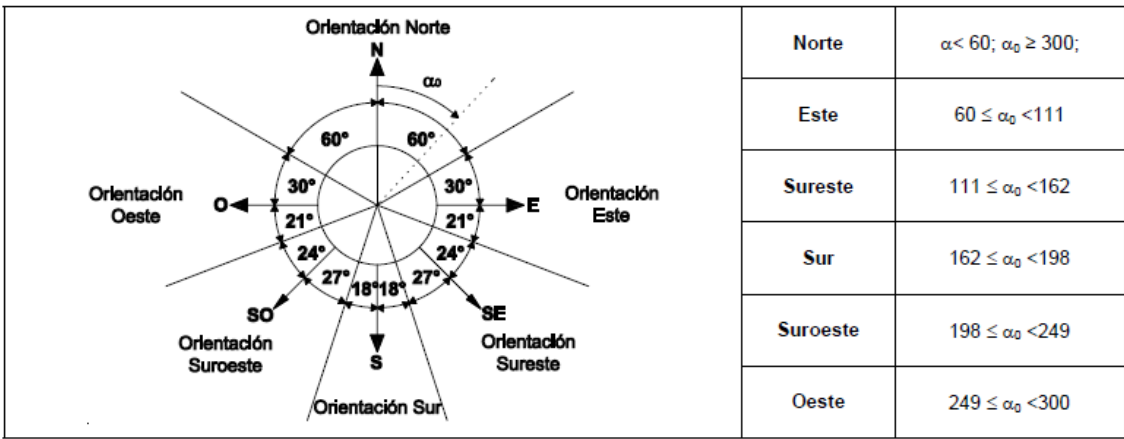 Orientación Norte
N
α₀
60° 60°
30° 30°
Orientación
Oeste
O
E
Orientación
Este
21° 21°
24° 24°
27° 18° 18° 27°
SO
SE
Orientación
Suroeste
S
Orientación
Sureste
Orientación Sur
Norte α< 60; α₀ ≥ 300;
Este 60 ≤ α₀ <111
Sureste 111 ≤ α₀ <162
Sur 162 ≤ α₀ <198
Suroeste 198 ≤ α₀ <249
Oeste 249 ≤ α₀ <300